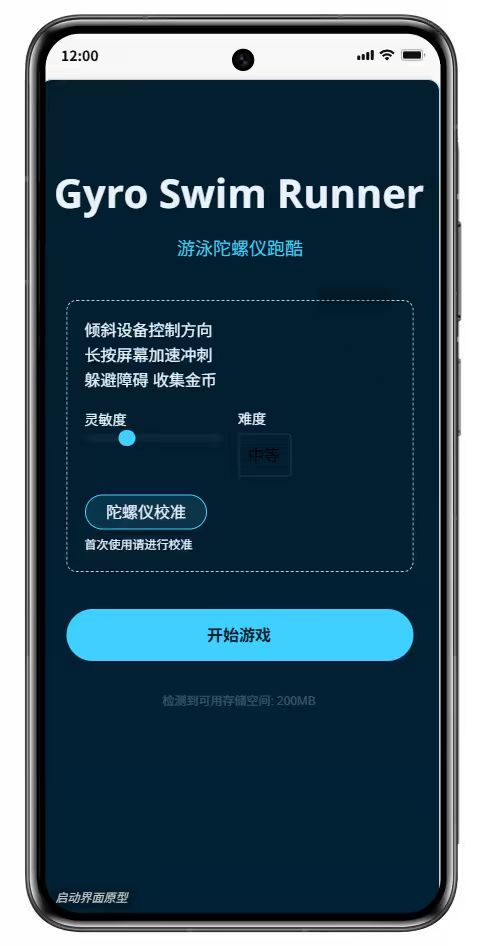 12:00
Gyro Swim Runner
游泳陀螺仪跑酷
倾斜设备控制方向
长按屏幕加速冲刺
躲避障碍 收集金币
灵敏度
难度
中等
陀螺仪校准
首次使用请进行校准
开始游戏
检测到可用存储空间: 200MB
启动界面原型